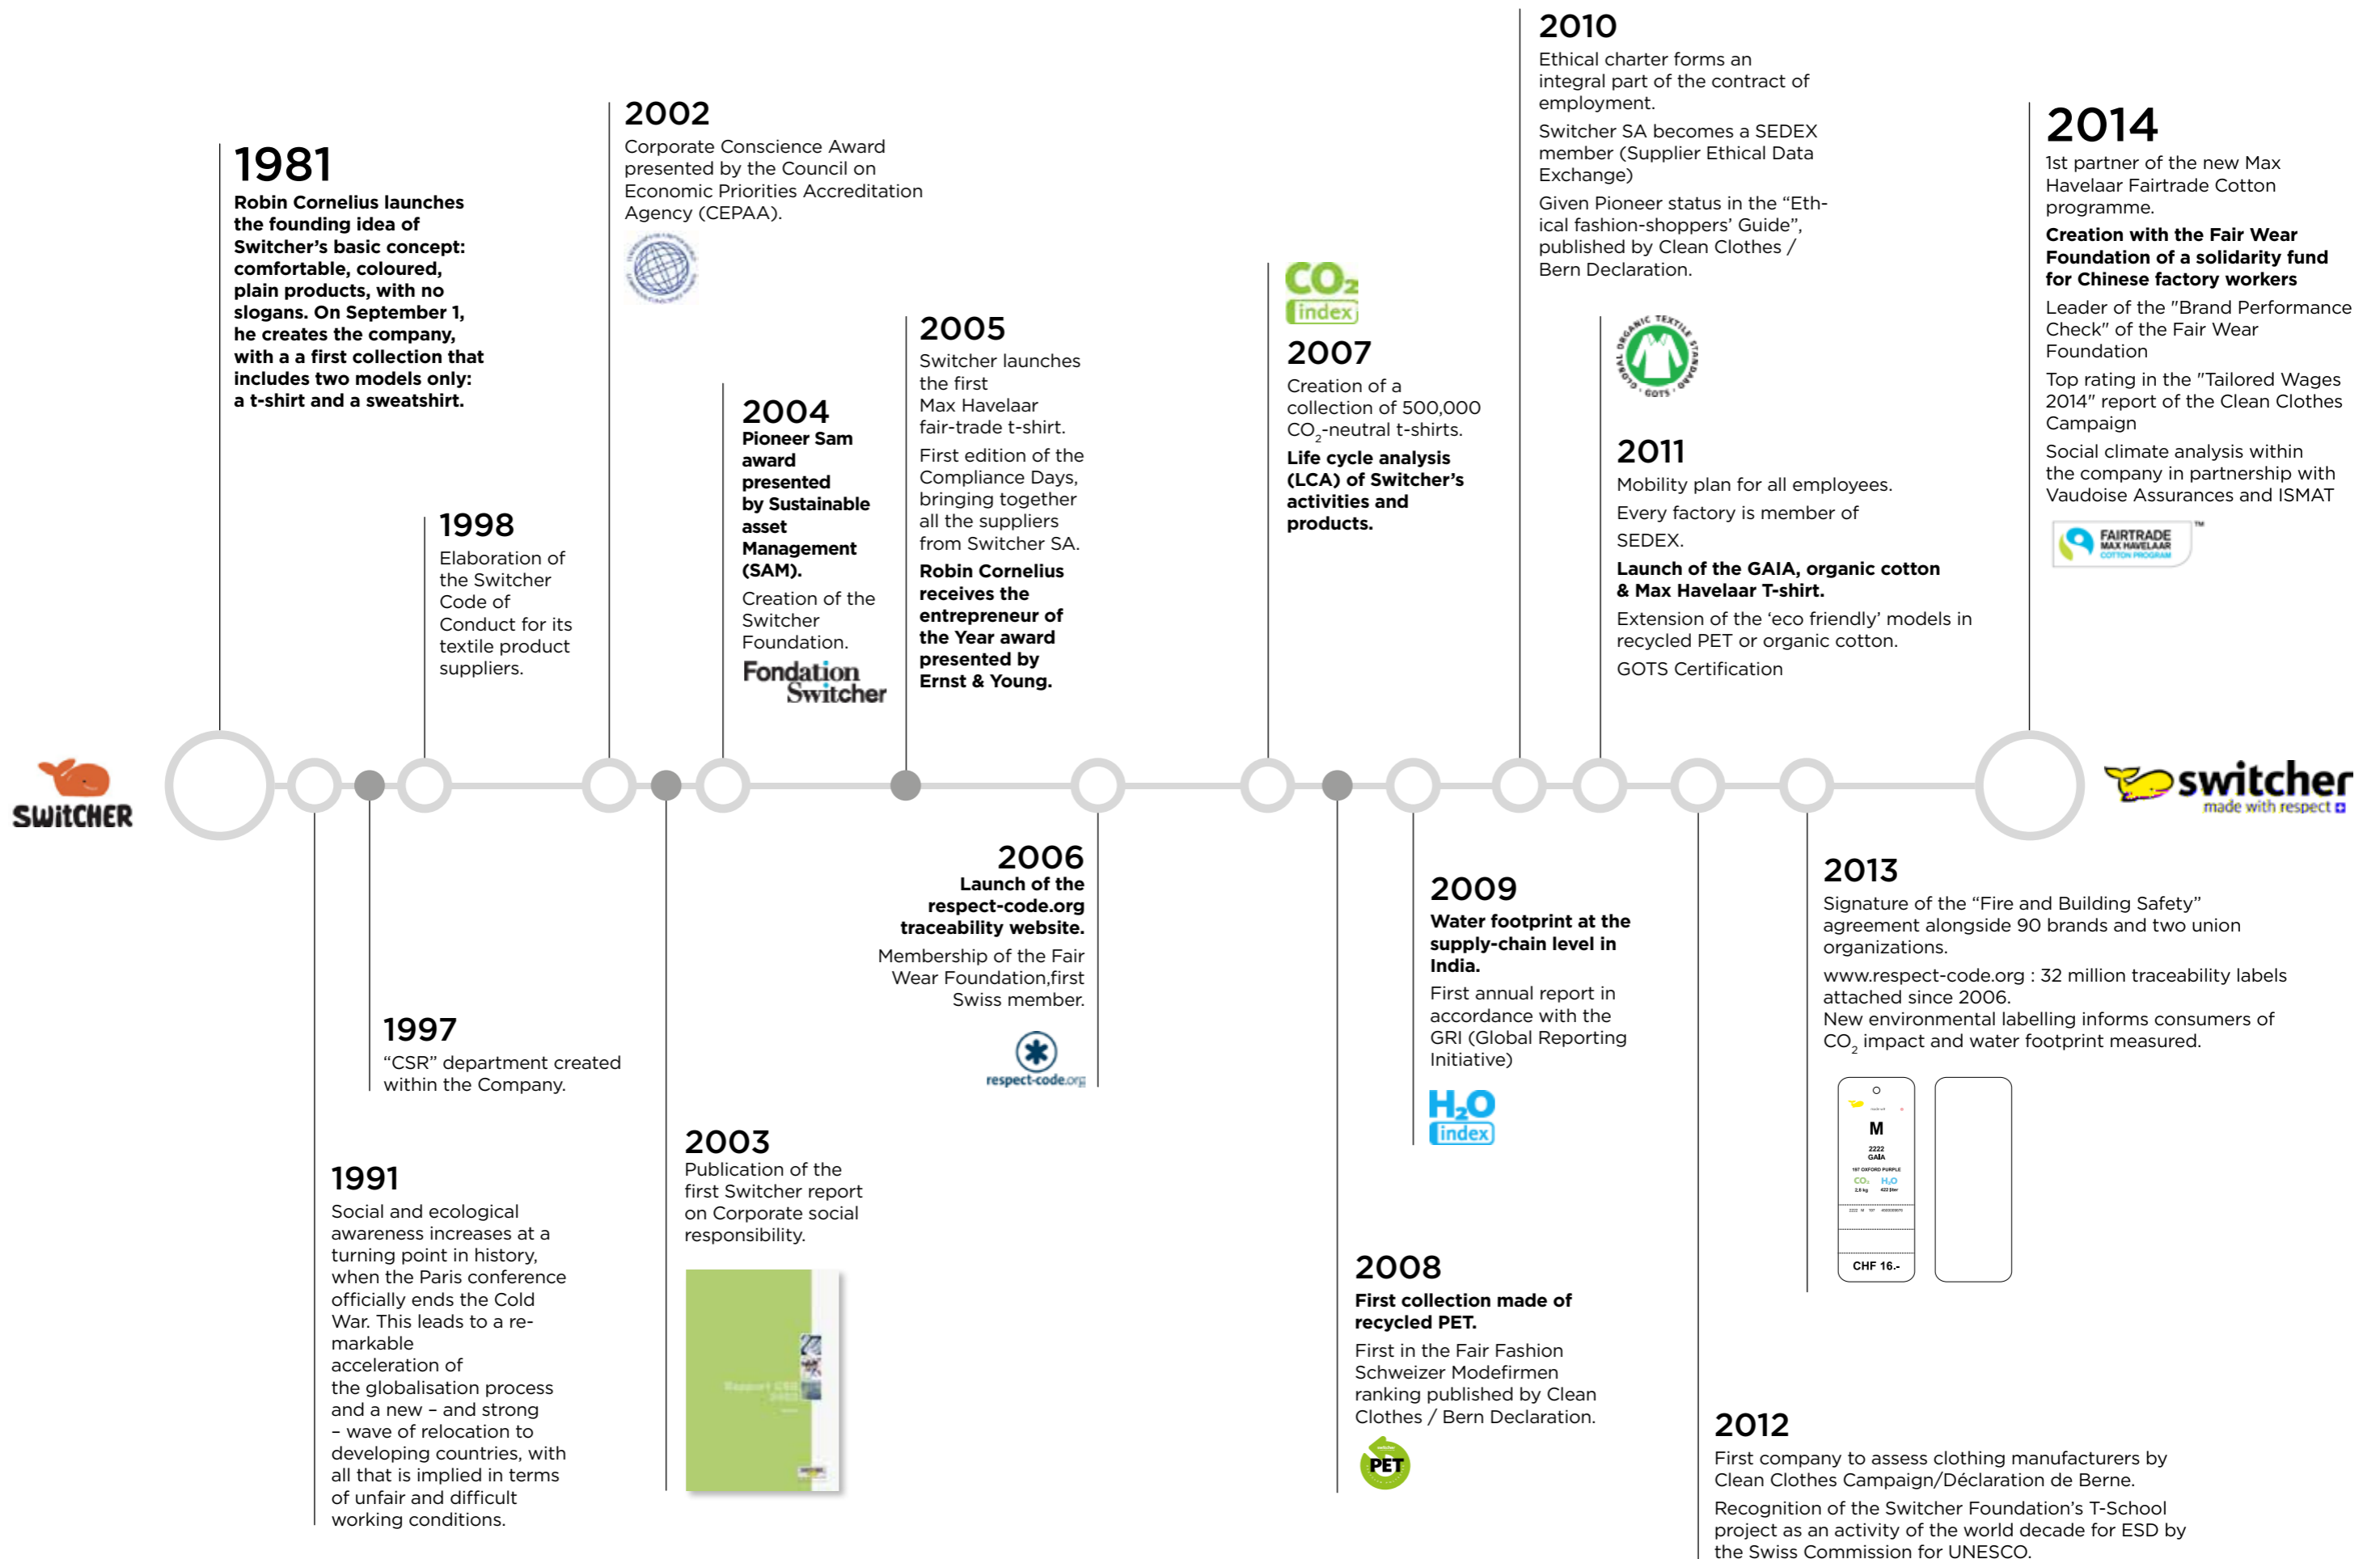 1981
Robin Cornelius launches
the founding idea of
Switcher’s basic concept:
comfortable, coloured,
plain products, with no
slogans. On September 1,
he creates the company,
with a a first collection that
includes two models only:
a t-shirt and a sweatshirt.
1991
Social and ecological
awareness increases at a
turning point in history,
when the Paris conference
officially ends the Cold
War. This leads to a re-
markable
acceleration of
the globalisation process
and a new – and strong
– wave of relocation to
developing countries, with
all that is implied in terms
of unfair and difficult
working conditions.
1997
“CSR” department created
within the Company.
1998
Elaboration of
the Switcher
Code of
Conduct for its
textile product
suppliers.
2002
Corporate Conscience Award
presented by the Council on
Economic Priorities Accreditation
Agency (CEPAA).
2003
Publication of the
first Switcher report
on Corporate social
responsibility.
Rapport CSR
2004
Pioneer Sam
award
presented
by Sustainable
asset
Management
(SAM).
Creation of the
Switcher
Foundation.
Fondation
Switcher
2005
Switcher launches
the first
Max Havelaar
fair-trade t-shirt.
First edition of the
Compliance Days,
bringing together
all the suppliers
from Switcher SA.
Robin Cornelius
receives the
entrepreneur of
the Year award
presented by
Ernst & Young.
2006
Launch of the
respect-code.org
traceability website.
Membership of the Fair
Wear Foundation,first
Swiss member.
respect-code.org
CO2
index
2007
Creation of a
collection of 500,000
CO2-neutral t-shirts.
Life cycle analysis
(LCA) of Switcher’s
activities and
products.
2008
First collection made of
recycled PET.
First in the Fair Fashion
Schweizer Modefirmen
ranking published by Clean
Clothes / Bern Declaration.
PET
2009
Water footprint at the
supply-chain level in
India.
First annual report in
accordance with the
GRI (Global Reporting
Initiative)
H2O
index
2010
Ethical charter forms an
integral part of the contract of
employment.
Switcher SA becomes a SEDEX
member (Supplier Ethical Data
Exchange)
Given Pioneer status in the “Eth-
ical fashion-shoppers’ Guide”,
published by Clean Clothes /
Bern Declaration.
GLOBAL ORGANIC TEXTILE STANDARD · GOTS ·
2011
Mobility plan for all employees.
Every factory is member of
SEDEX.
Launch of the GAIA, organic cotton
& Max Havelaar T-shirt.
Extension of the ‘eco friendly’ models in
recycled PET or organic cotton.
GOTS Certification
2012
First company to assess clothing manufacturers by
Clean Clothes Campaign/Déclaration de Berne.
Recognition of the Switcher Foundation’s T-School
project as an activity of the world decade for ESD by
the Swiss Commission for UNESCO.
2013
Signature of the “Fire and Building Safety”
agreement alongside 90 brands and two union
organizations.
www.respect-code.org : 32 million traceability labels
attached since 2006.
New environmental labelling informs consumers of
CO2 impact and water footprint measured.
M
2222
GAIA
197 OXFORD PURPLE
CO2 H2O
2,5 kg 422 liter
CHF 16.-
2014
1st partner of the new Max
Havelaar Fairtrade Cotton
programme.
Creation with the Fair Wear
Foundation of a solidarity fund
for Chinese factory workers
Leader of the "Brand Performance
Check" of the Fair Wear
Foundation
Top rating in the "Tailored Wages
2014" report of the Clean Clothes
Campaign
Social climate analysis within
the company in partnership with
Vaudoise Assurances and ISMAT
FAIRTRADE
MAX HAVELAAR
COTTON PROGRAM
TM
SWitCHER
switcher
made with respect